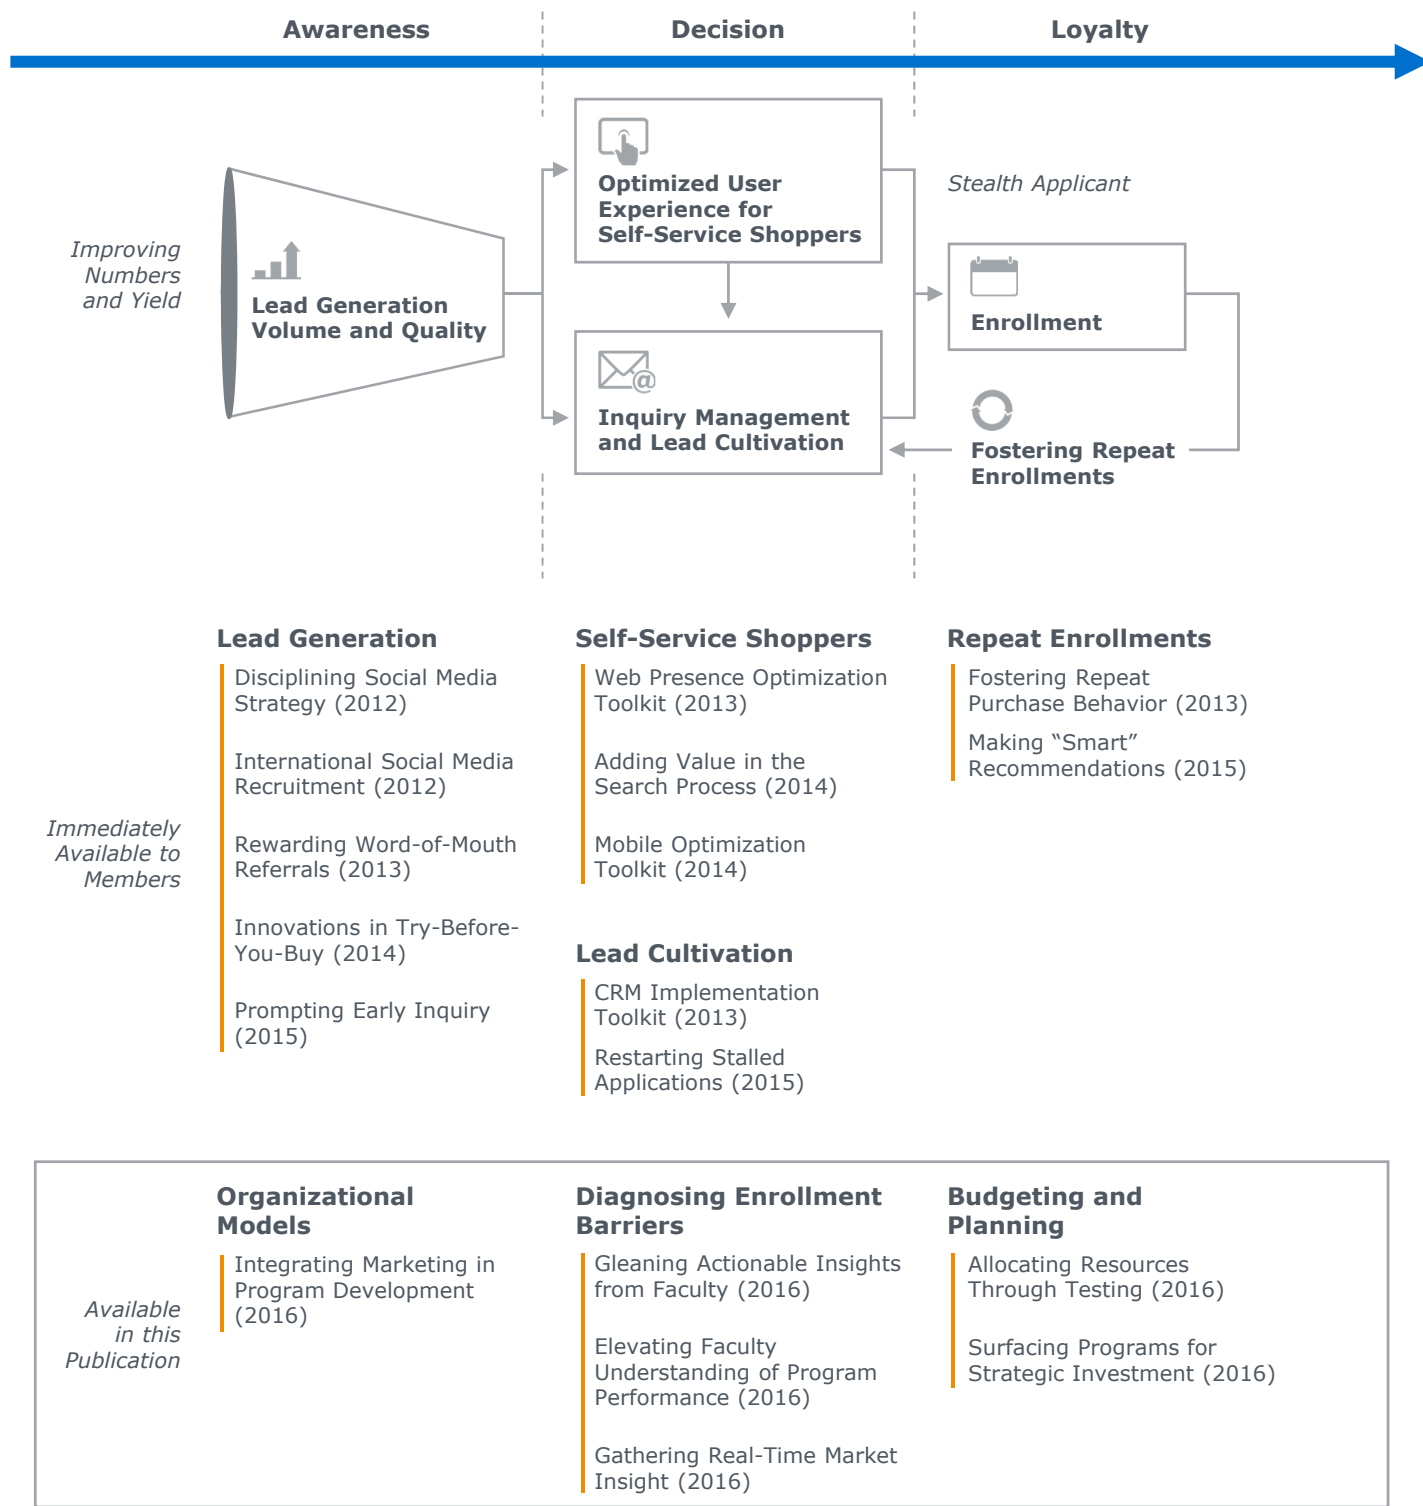 Awareness
Decision
Loyalty
Improving
Numbers
and Yield
Lead Generation
Volume and Quality
Optimized User
Experience for
Self-Service Shoppers
Inquiry Management
and Lead Cultivation
Stealth Applicant
Enrollment
Fostering Repeat
Enrollments
Immediately
Available to
Members
Lead Generation
Disciplining Social Media
Strategy (2012)
International Social Media
Recruitment (2012)
Rewarding Word-of-Mouth
Referrals (2013)
Innovations in Try-Before-
You-Buy (2014)
Prompting Early Inquiry
(2015)
Self-Service Shoppers
Web Presence Optimization
Toolkit (2013)
Adding Value in the
Search Process (2014)
Mobile Optimization
Toolkit (2014)
Lead Cultivation
CRM Implementation
Toolkit (2013)
Restarting Stalled
Applications (2015)
Repeat Enrollments
Fostering Repeat
Purchase Behavior (2013)
Making “Smart”
Recommendations (2015)
Available
in this
Publication
Organizational
Models
Integrating Marketing in
Program Development
(2016)
Diagnosing Enrollment
Barriers
Gleaning Actionable Insights
from Faculty (2016)
Elevating Faculty
Understanding of Program
Performance (2016)
Gathering Real-Time Market
Insight (2016)
Budgeting and
Planning
Allocating Resources
Through Testing (2016)
Surfacing Programs for
Strategic Investment (2016)